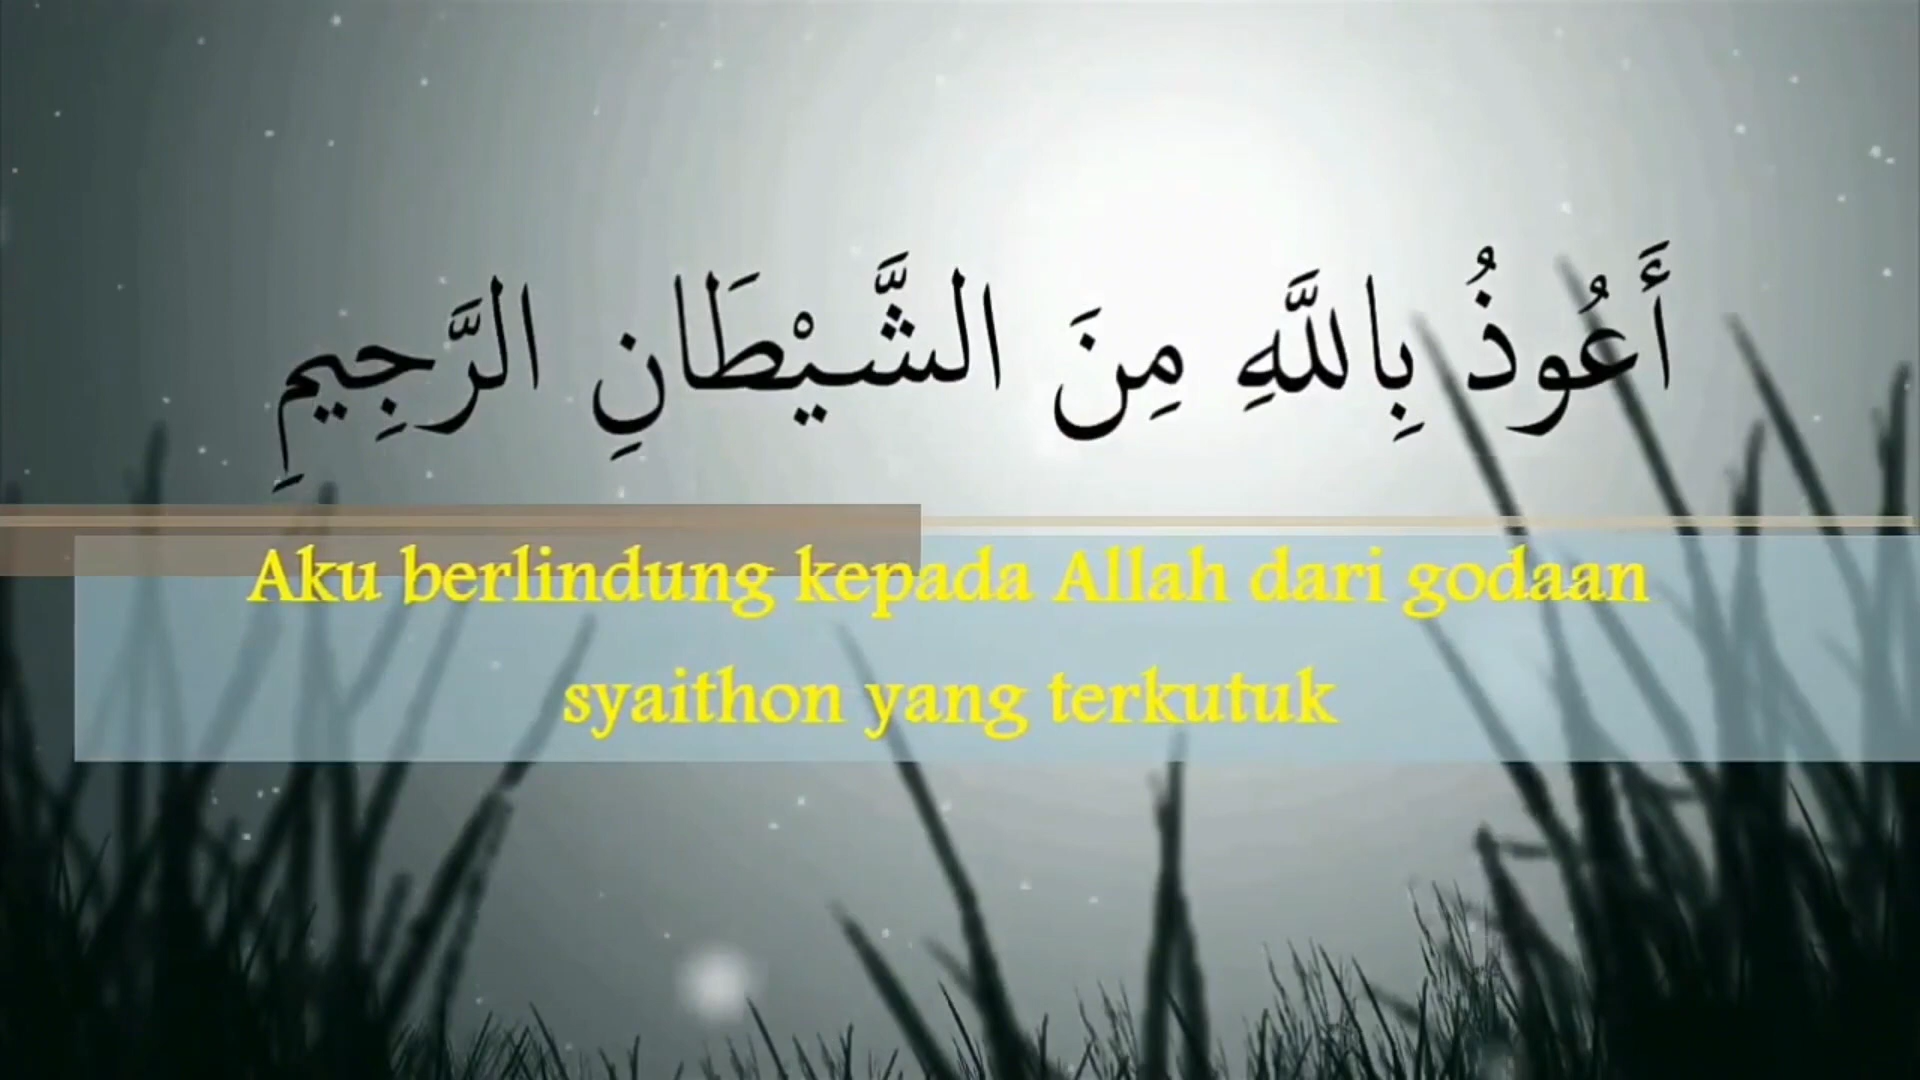 أَعُوذُ بِاللَّهِ مِنَ الشَّيْطَانِ الرَّجِيمِ
Aku berlindung kepada Allah dari godaan
syaithon yang terkutuk